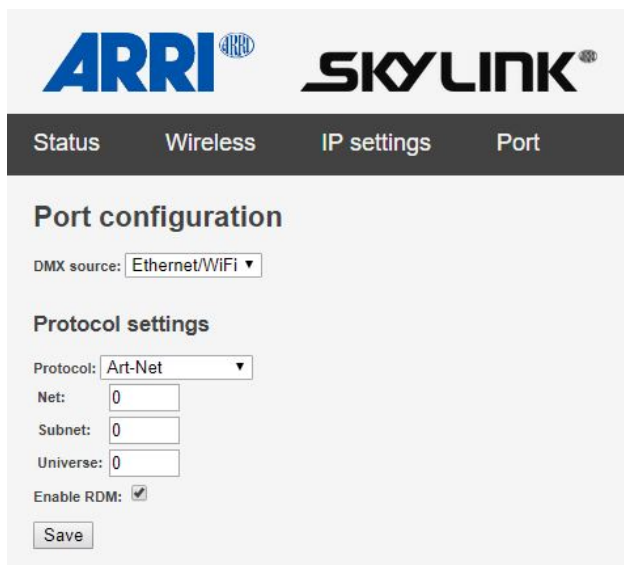 ARRI® ARRI SKYLINK®
Status Wireless IP settings Port
Port configuration
DMX source: Ethernet/WiFi ▼
Protocol settings
Protocol: Art-Net ▼
Net: 0
Subnet: 0
Universe: 0
Enable RDM:
Save